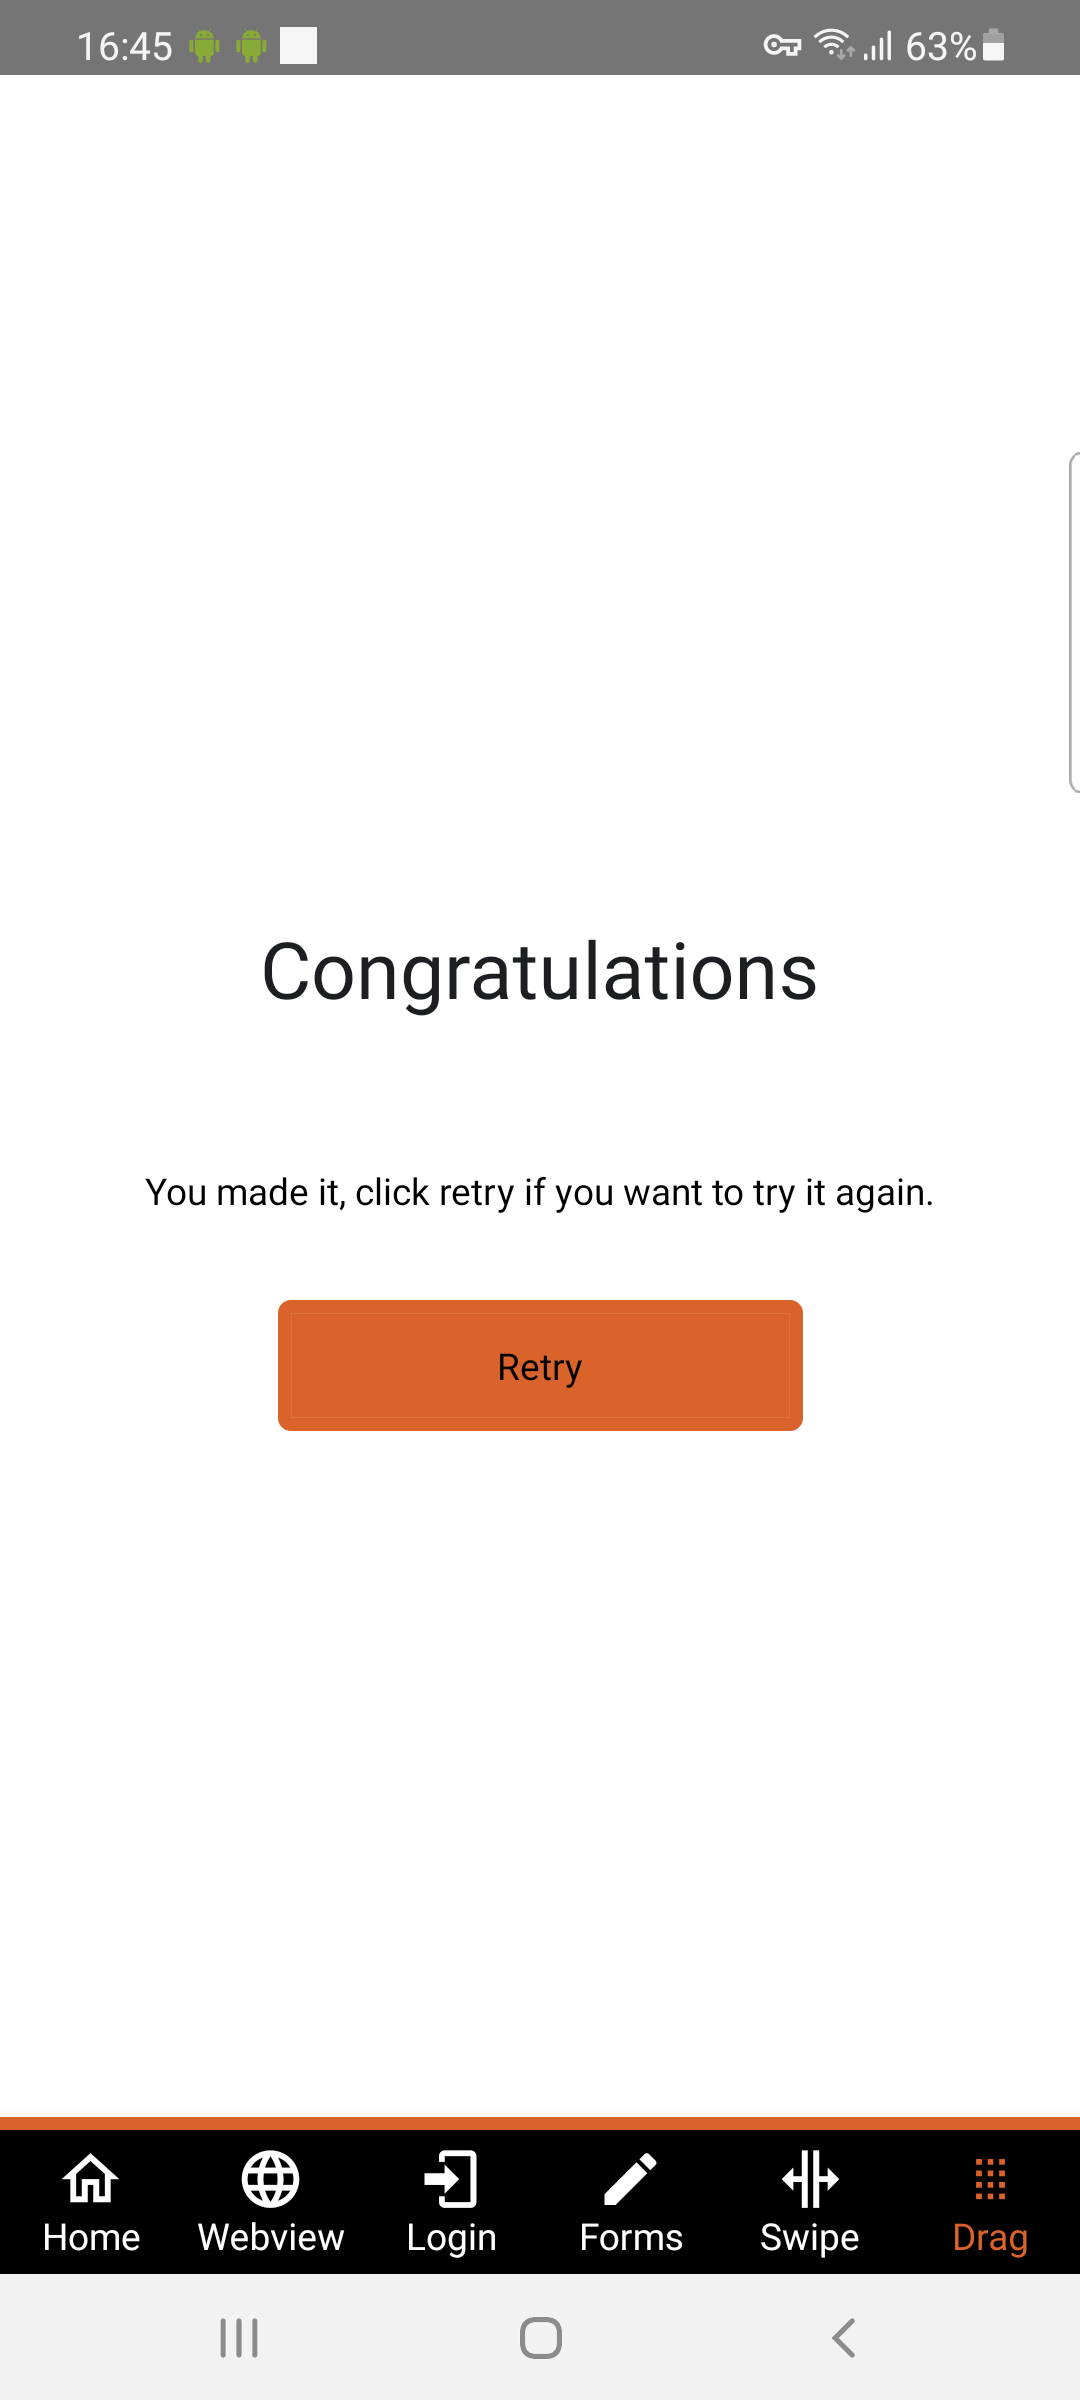 16:45
63%
Congratulations
You made it, click retry if you want to try it again.
Retry
Home Webview Login Forms Swipe Drag